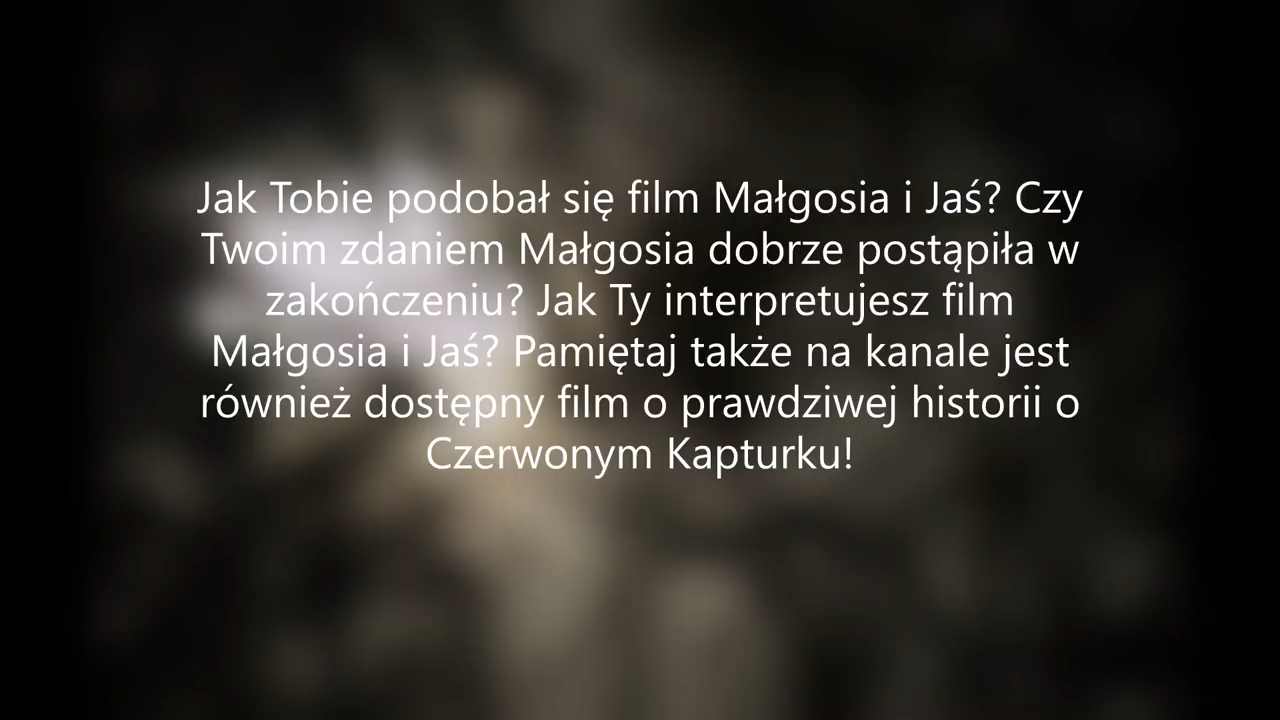 Jak Tobie podobał się film Małgosia i Jaś? Czy
Twoim zdaniem Małgosia dobrze postąpiła w
zakończeniu? Jak Ty interpretujesz film
Małgosia i Jaś? Pamiętaj także na kanale jest
również dostępny film o prawdziwej historii o
Czerwonym Kapturku!